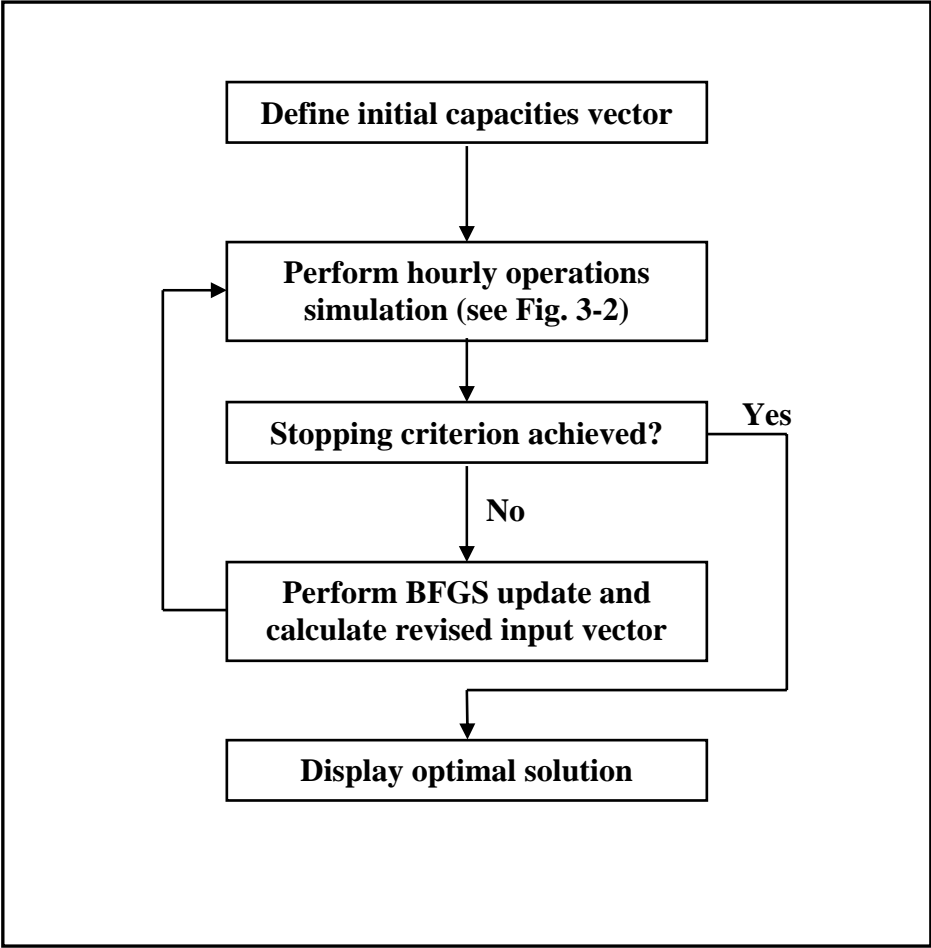 Define initial capacities vector
Perform hourly operations
simulation (see Fig. 3-2)
Stopping criterion achieved?
Yes
No
Perform BFGS update and
calculate revised input vector
Display optimal solution